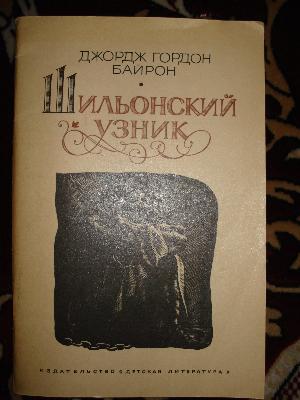 ДЖОРДЖ ГОРДОН
БАЙРОН
ШИЛЬОНСКИЙ
УЗНИК
ИЗДАТЕЛЬСТВО «ДЕТСКАЯ ЛИТЕРАТУРА»